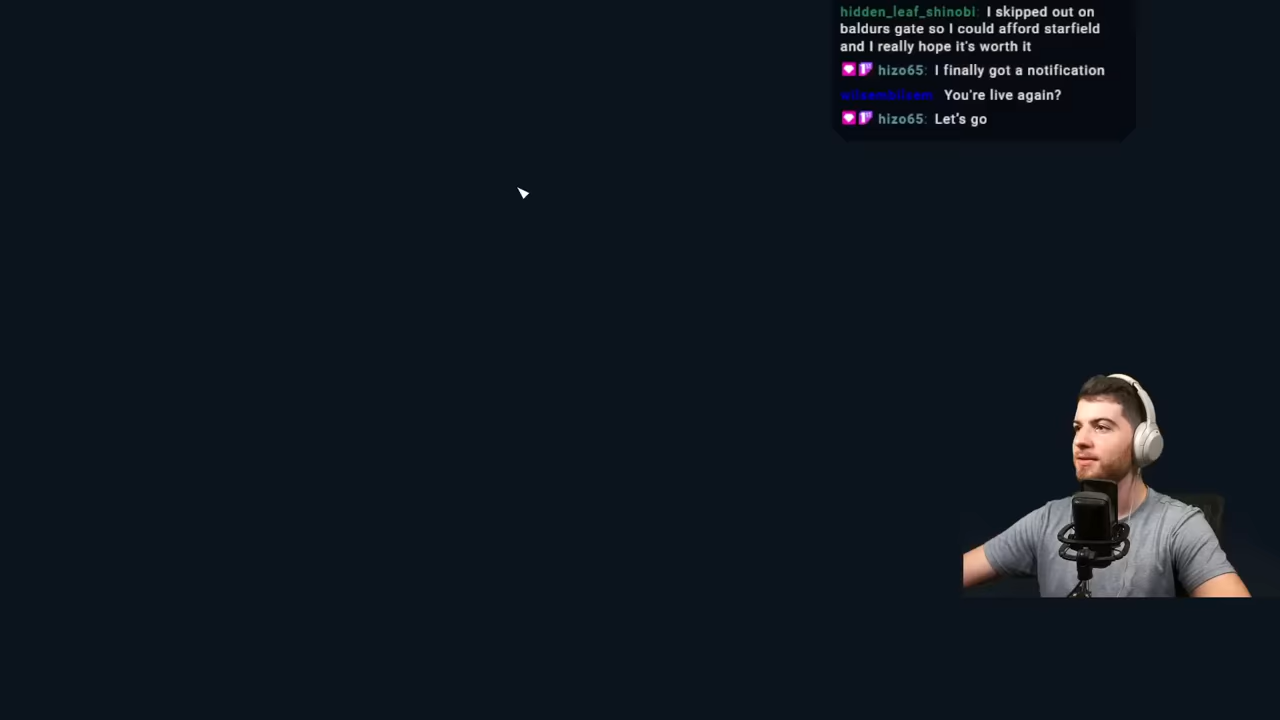 hidden_leaf_shinobi: I skipped out on
baldurs gate so I could afford starfield
and I really hope it's worth it
hizo65: I finally got a notification
You're live again?
hizo65: Let's go